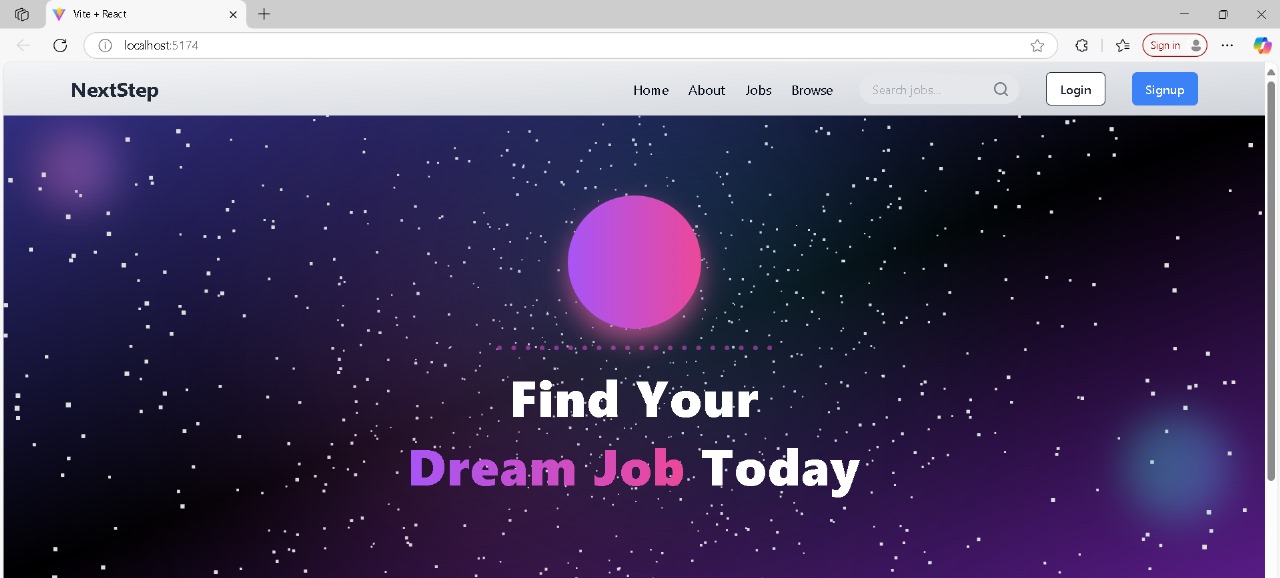 Vite + React
localhost:5174
Sign in
NextStep
Home About Jobs Browse Search jobs... Login Signup
Find Your
Dream Job Today